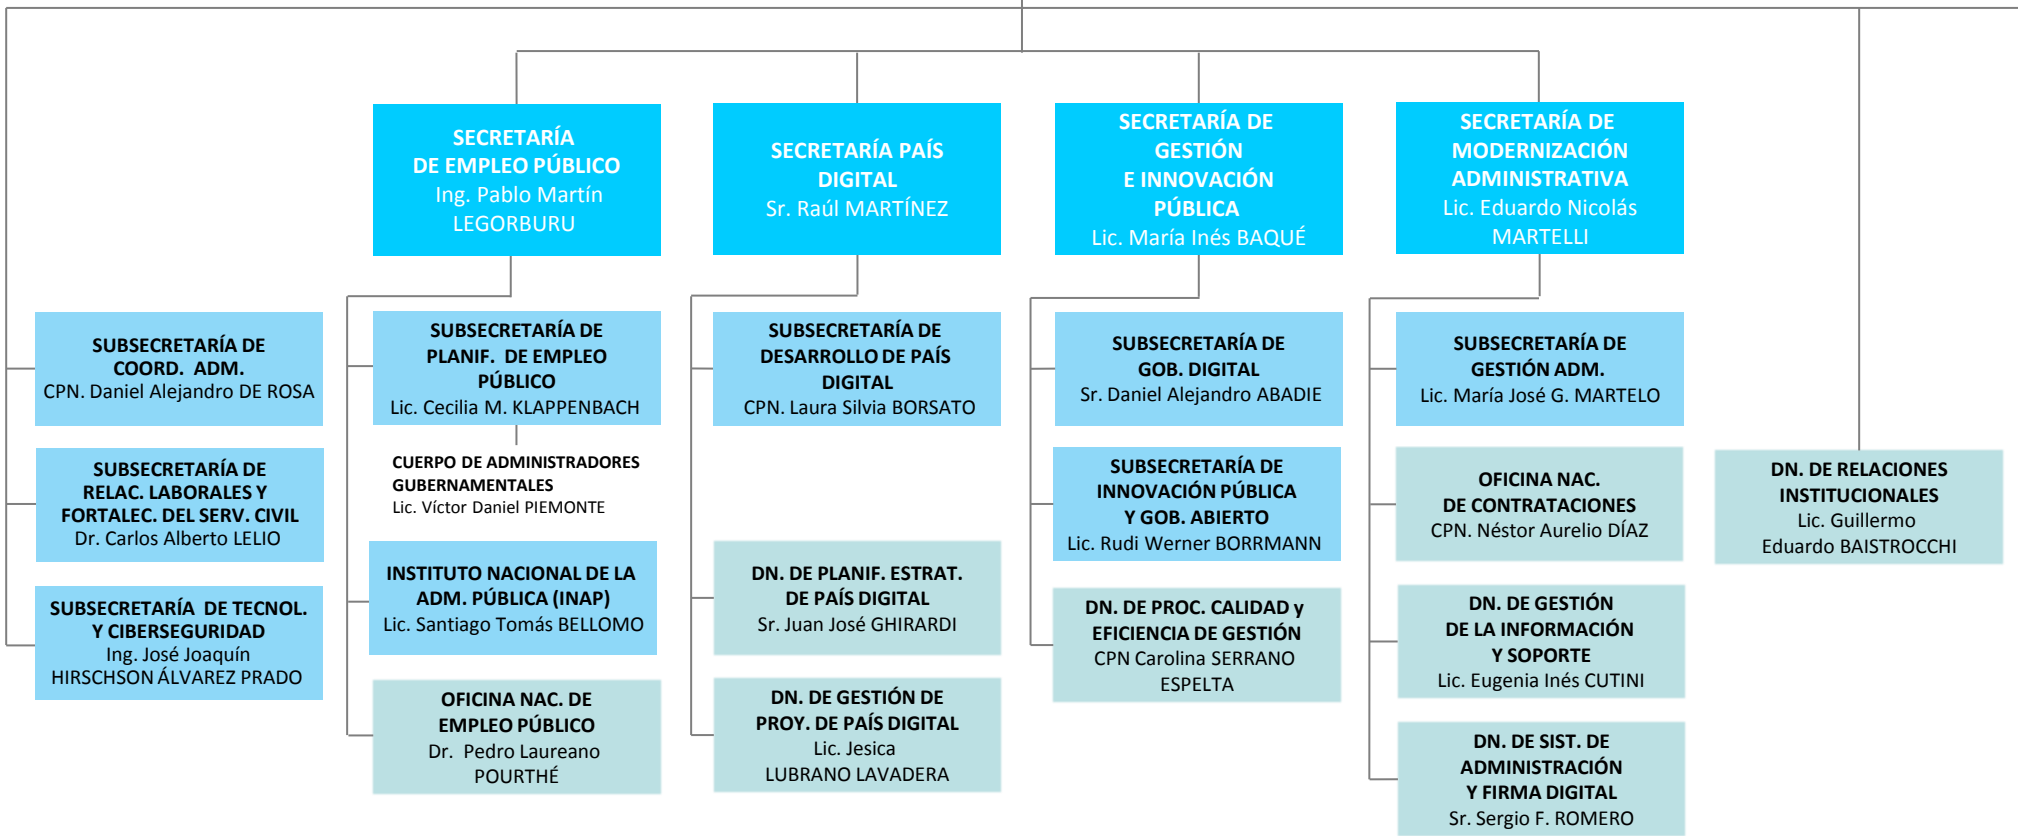 SECRETARÍA
DE EMPLEO PÚBLICO
Ing. Pablo Martín
LEGORBURU
SECRETARÍA PAÍS
DIGITAL
Sr. Raúl MARTÍNEZ
SECRETARÍA DE
GESTIÓN
E INNOVACIÓN
PÚBLICA
Lic. María Inés BAQUÉ
SECRETARÍA DE
MODERNIZACIÓN
ADMINISTRATIVA
Lic. Eduardo Nicolás
MARTELLI
SUBSECRETARÍA DE
COORD. ADM.
CPN. Daniel Alejandro DE ROSA
SUBSECRETARÍA DE
RELAC. LABORALES Y
FORTALEC. DEL SERV. CIVIL
Dr. Carlos Alberto LELIO
SUBSECRETARÍA DE TECNOL.
Y CIBERSEGURIDAD
Ing. José Joaquín
HIRSCHSON ÁLVAREZ PRADO
SUBSECRETARÍA DE
PLANIF. DE EMPLEO
PÚBLICO
Lic. Cecilia M. KLAPPENBACH
CUERPO DE ADMINISTRADORES
GUBERNAMENTALES
Lic. Víctor Daniel PIEMONTE
INSTITUTO NACIONAL DE LA
ADM. PÚBLICA (INAP)
Lic. Santiago Tomás BELLOMO
OFICINA NAC. DE
EMPLEO PÚBLICO
Dr. Pedro Laureano
POURTHÉ
SUBSECRETARÍA DE
DESARROLLO DE PAÍS
DIGITAL
CPN. Laura Silvia BORSATO
DN. DE PLANIF. ESTRAT.
DE PAÍS DIGITAL
Sr. Juan José GHIRARDI
DN. DE GESTIÓN DE
PROY. DE PAÍS DIGITAL
Lic. Jesica
LUBRANO LAVADERA
SUBSECRETARÍA DE
GOB. DIGITAL
Sr. Daniel Alejandro ABADIE
SUBSECRETARÍA DE
INNOVACIÓN PÚBLICA
Y GOB. ABIERTO
Lic. Rudi Werner BORRMANN
DN. DE PROC. CALIDAD y
EFICIENCIA DE GESTIÓN
CPN Carolina SERRANO
ESPELTA
SUBSECRETARÍA DE
GESTIÓN ADM.
Lic. María José G. MARTELO
OFICINA NAC.
DE CONTRATACIONES
CPN. Néstor Aurelio DÍAZ
DN. DE GESTIÓN
DE LA INFORMACIÓN
Y SOPORTE
Lic. Eugenia Inés CUTINI
DN. DE SIST. DE
ADMINISTRACIÓN
Y FIRMA DIGITAL
Sr. Sergio F. ROMERO
DN. DE RELACIONES
INSTITUCIONALES
Lic. Guillermo
Eduardo BAISTROCCHI